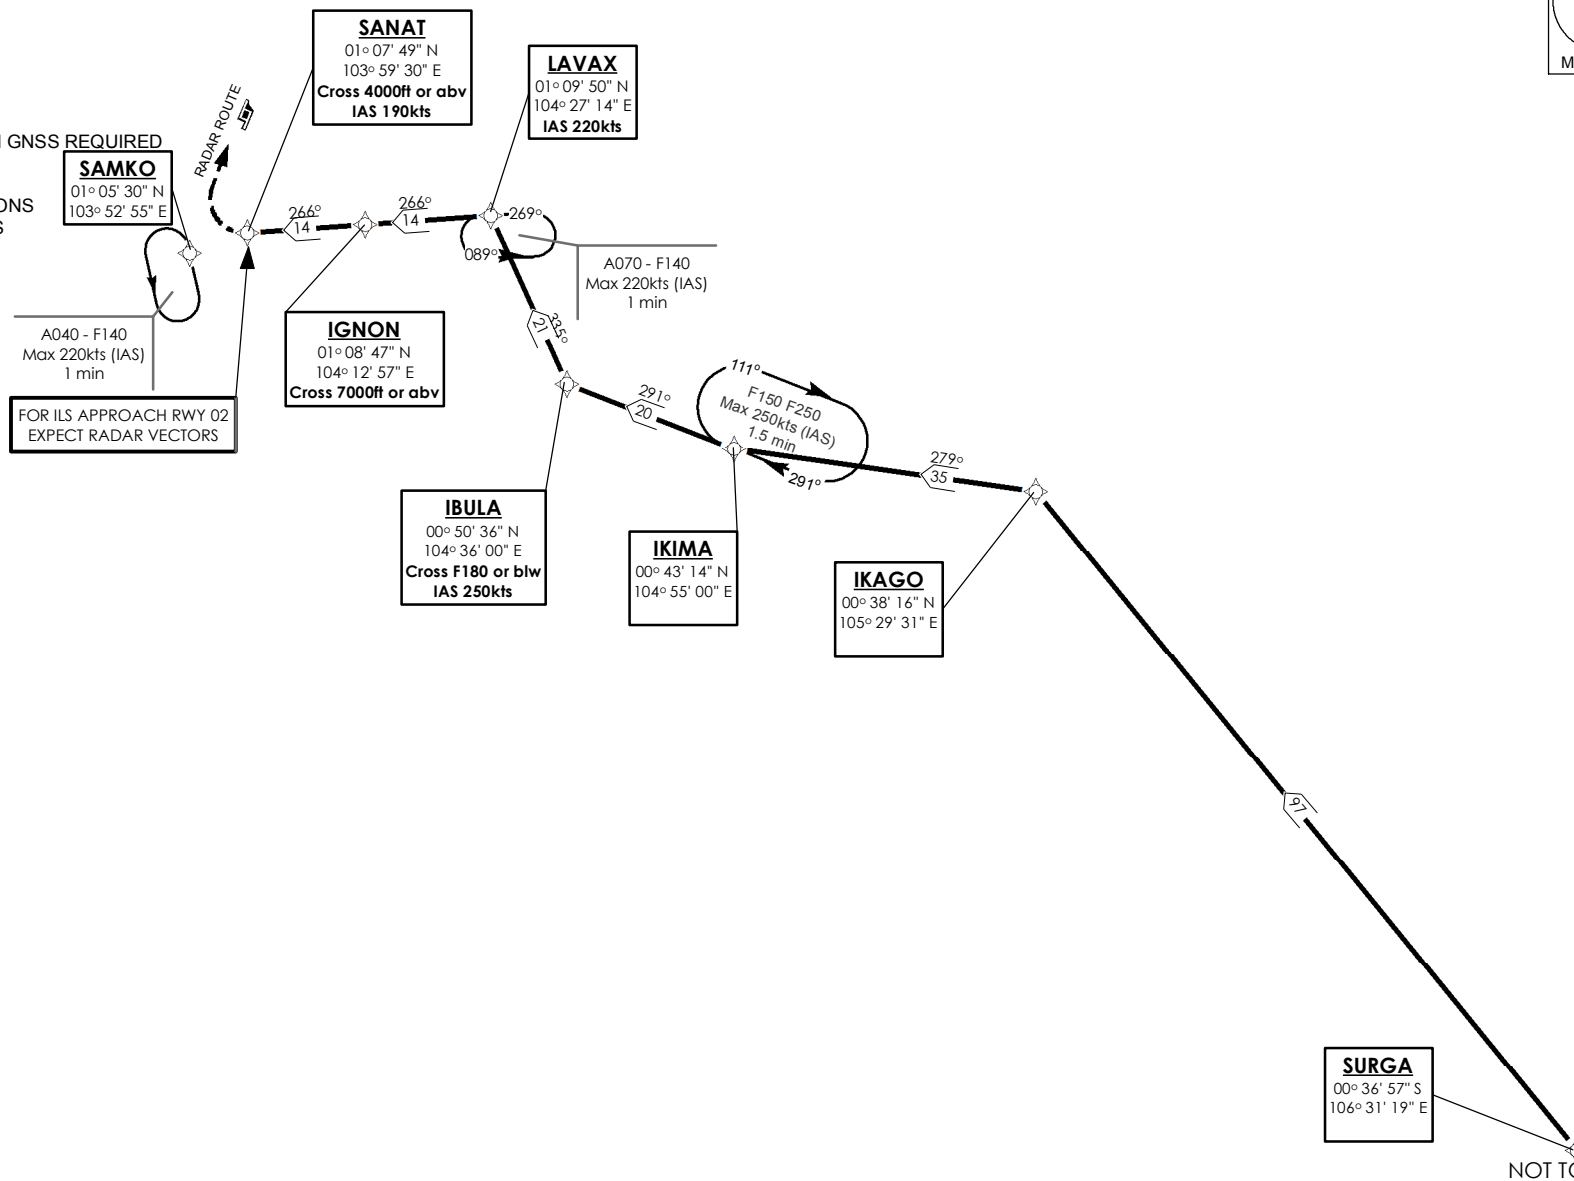 SANAT
01° 07' 49" N
103° 59' 30" E
Cross 4000ft or abv
IAS 190kts
LAVAX
01° 09' 50" N
104° 27' 14" E
IAS 220kts
M
RADAR ROUTE
GNSS REQUIRED
SAMKO
01° 05' 30" N
103° 52' 55" E
ONS
S
266°
14
266°
14
269°
089°
A070 - F140
Max 220kts (IAS)
1 min
A040 - F140
Max 220kts (IAS)
1 min
IGNON
01° 08' 47" N
104° 12' 57" E
Cross 7000ft or abv
335°
21
FOR ILS APPROACH RWY 02
EXPECT RADAR VECTORS
291°
20
111°
F150 F250
Max 250kts (IAS)
1.5 min
291°
279°
35
IBULA
00° 50' 36" N
104° 36' 00" E
Cross F180 or blw
IAS 250kts
IKIMA
00° 43' 14" N
104° 55' 00" E
IKAGO
00° 38' 16" N
105° 29' 31" E
97
SURGA
00° 36' 57" S
106° 31' 19" E
NOT TO